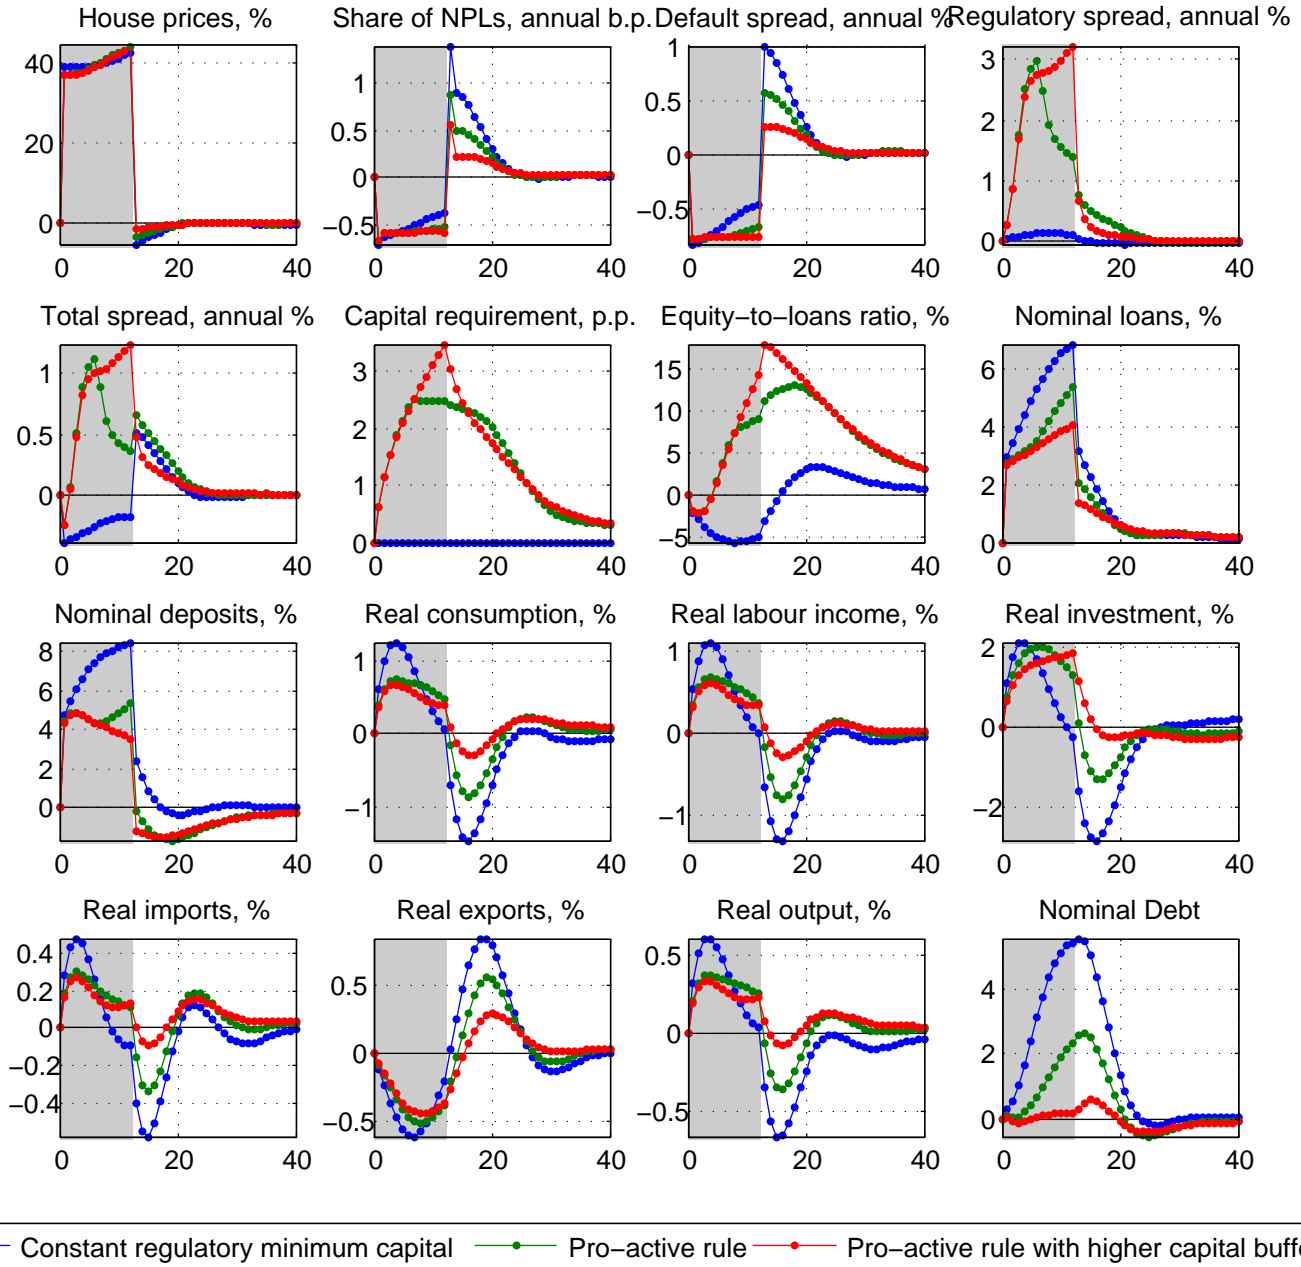 House prices, %
Share of NPLs, annual b.p.
Default spread, annual %
Regulatory spread, annual %
40
20
0
0 20 40
1
0.5
0
−0.5
0 20 40
1
0.5
0
−0.5
0 20 40
3
2
1
0
0 20 40
Total spread, annual %
Capital requirement, p.p.
Equity−to−loans ratio, %
Nominal loans, %
1
0.5
0
0 20 40
3
2
1
0
0 20 40
15
10
5
0
−5
0 20 40
6
4
2
0
0 20 40
Nominal deposits, %
Real consumption, %
Real labour income, %
Real investment, %
8
6
4
2
0
0 20 40
1
0
−1
0 20 40
1
0
−1
0 20 40
2
0
−2
0 20 40
Real imports, %
Real exports, %
Real output, %
Nominal Debt
0.4
0.2
0
−0.2
−0.4
0 20 40
0.5
0
−0.5
0 20 40
0.5
0
−0.5
0 20 40
4
2
0
0 20 40
Constant regulatory minimum capital
Pro−active rule
Pro−active rule with higher capital